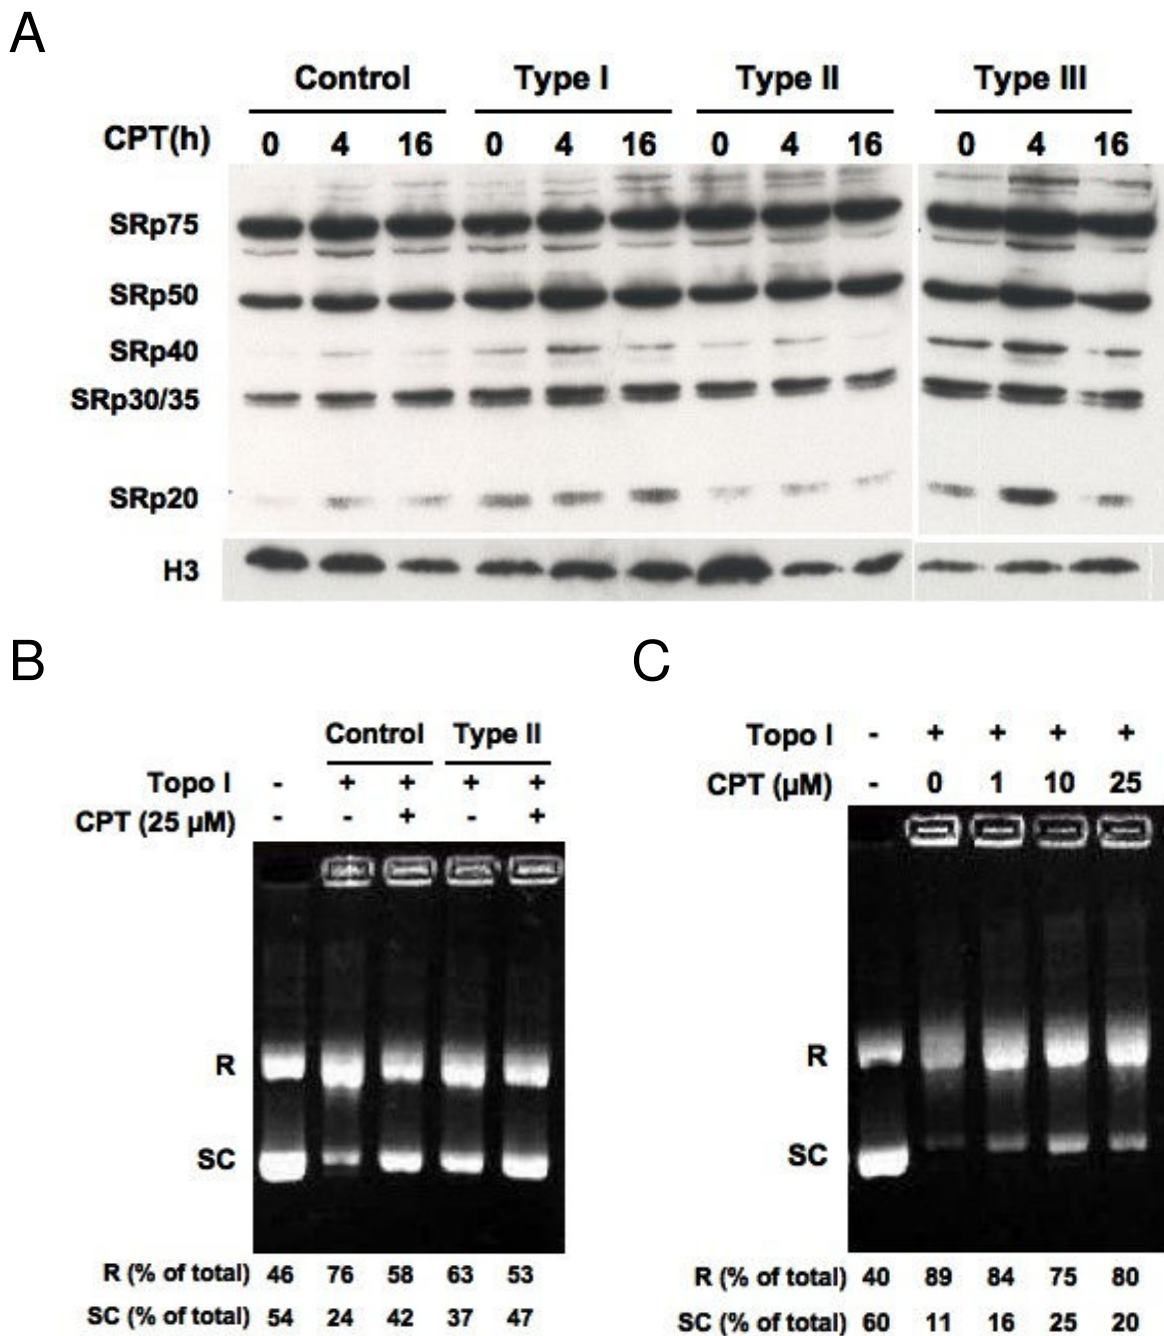 A
Control Type I Type II Type III
CPT(h) 0 4 16 0 4 16 0 4 16 0 4 16
SRp75
SRp50
SRp40
SRp30/35
SRp20
H3
B
Control Type II
Topo I - + + + +
CPT (25 µM) - - + - +
R
SC
R (% of total) 46 76 58 63 53
SC (% of total) 54 24 42 37 47
C
Topo I - + + + +
CPT (µM) - 0 1 10 25
R
SC
R (% of total) 40 89 84 75 80
SC (% of total) 60 11 16 25 20